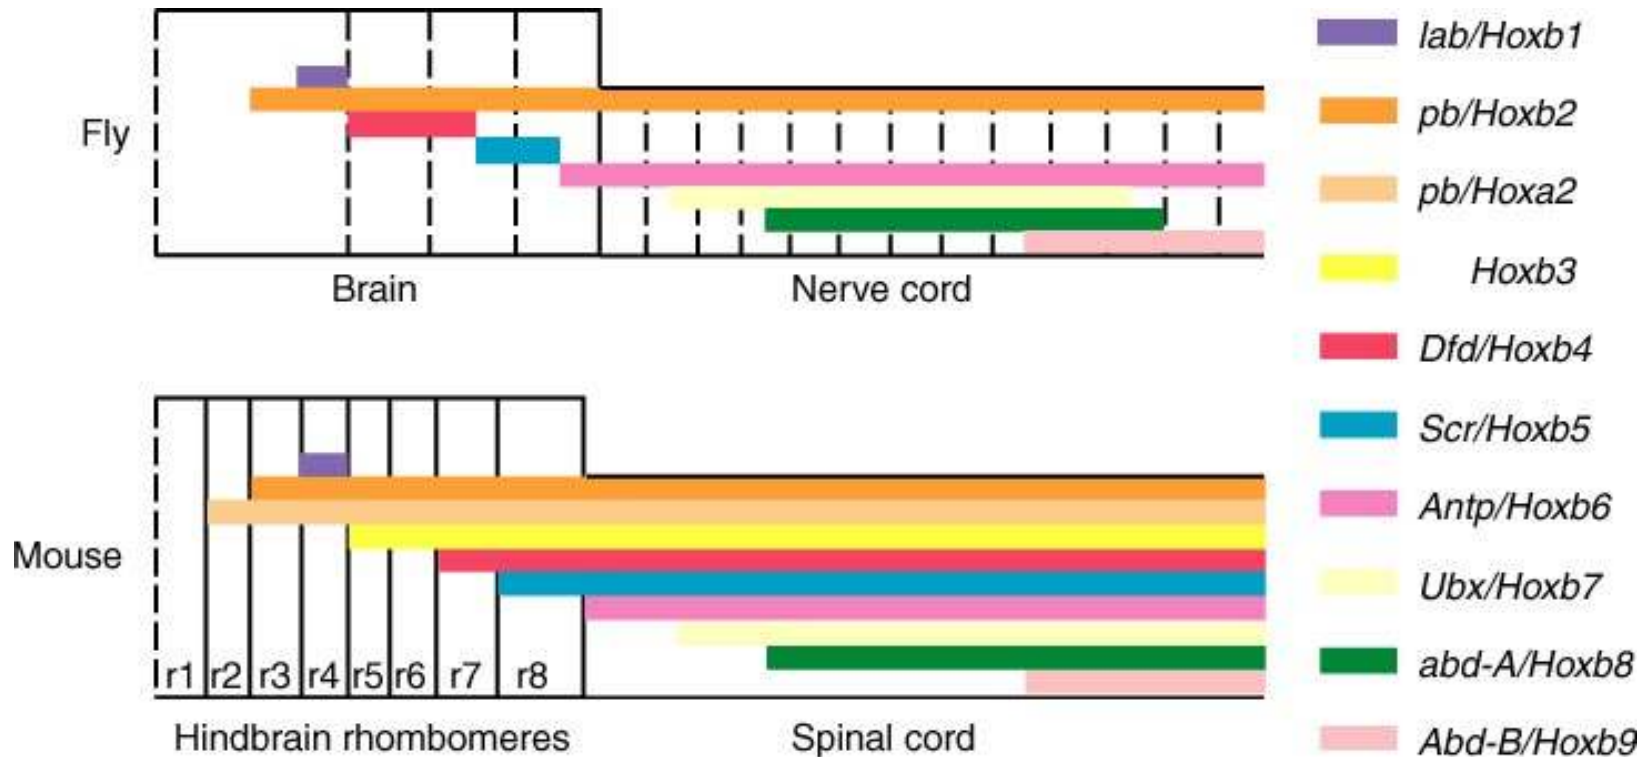 Fly
Brain
Nerve cord
Mouse
r1 r2 r3 r4 r5 r6 r7 r8
Hindbrain rhombomeres
Spinal cord
lab/Hoxb1
pb/Hoxb2
pb/Hoxa2
Hoxb3
Dfd/Hoxb4
Scr/Hoxb5
Antp/Hoxb6
Ubx/Hoxb7
abd-A/Hoxb8
Abd-B/Hoxb9